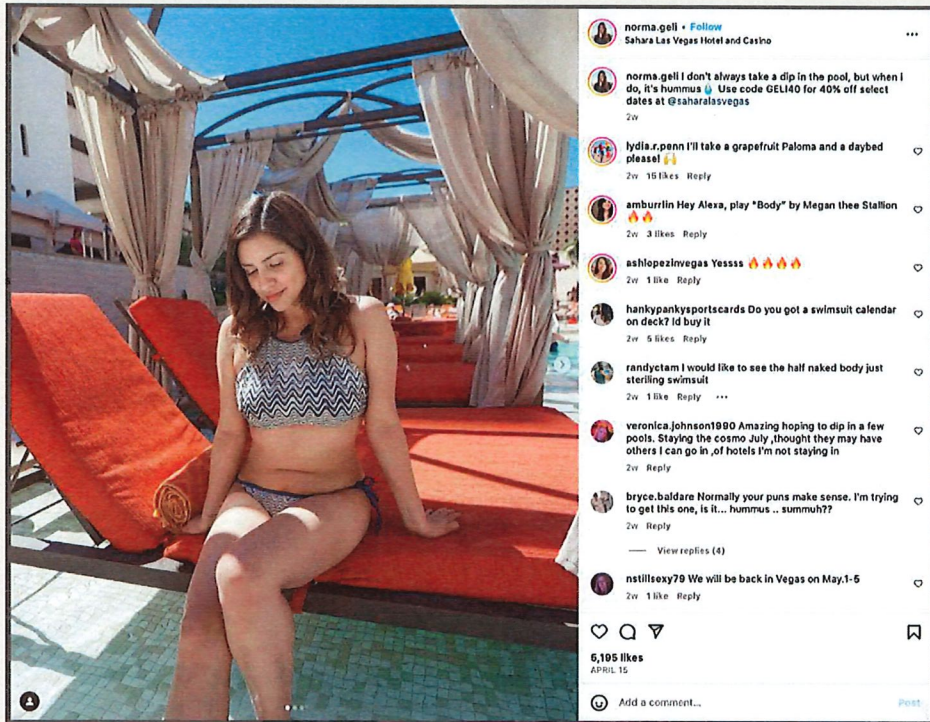 norma.geli • Follow
Sahara Las Vegas Hotel and Casino
norma.geli I don't always take a dip in the pool, but when I
do, it's hummus 💧 Use code GELI40 for 40% off select
dates at @saharalasvegas
2w
lydia.r.penn I'll take a grapefruit Paloma and a daybed
please! 🙌
2w 15 likes Reply
amburrlin Hey Alexa, play "Body" by Megan thee Stallion
🔥🔥
2w 3 likes Reply
ashlopezinvegas Yessss 🔥🔥🔥🔥
2w 1 like Reply
hankypankysportscards Do you got a swimsuit calendar
on deck? Id buy it
2w 5 likes Reply
randyctam I would like to see the half naked body just
steriling swimsuit
2w 1 like Reply
veronica.johnson1990 Amazing hoping to dip in a few
pools. Staying the cosmo July ,thought they may have
others I can go in ,of hotels I'm not staying in
2w Reply
bryce.baldare Normally your puns make sense. I'm trying
to get this one, is it... hummus .. summuh??
2w Reply
View replies (4)
nstillsexy79 We will be back in Vegas on May.1-5
2w 1 like Reply
5,195 likes
APRIL 15
Add a comment... Post